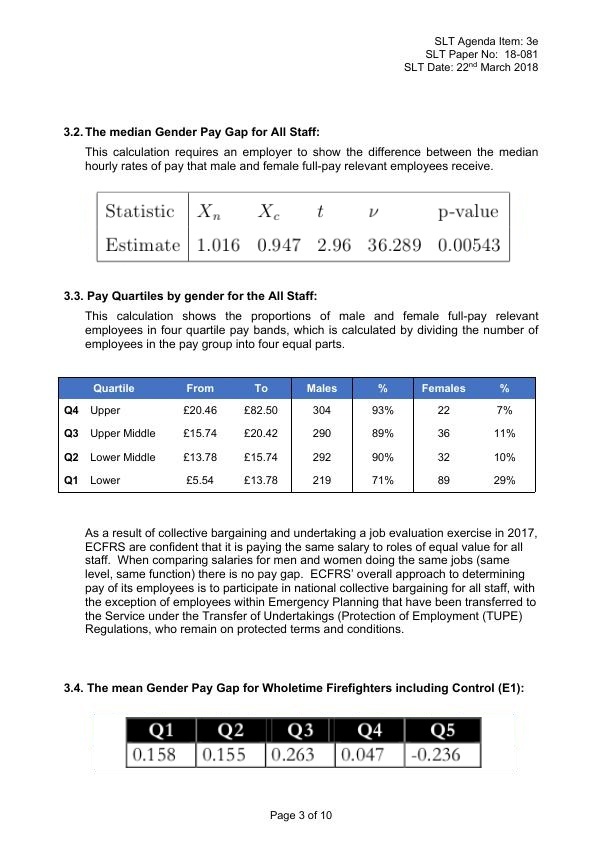 SLT Agenda Item: 3e
SLT Paper No: 18-081
SLT Date: 22nd March 2018
3.2. The median Gender Pay Gap for All Staff:
This calculation requires an employer to show the difference between the median
hourly rates of pay that male and female full-pay relevant employees receive.
Statistic Xn Xc t ν p-value
Estimate 1.016 0.947 2.96 36.289 0.00543
3.3. Pay Quartiles by gender for the All Staff:
This calculation shows the proportions of male and female full-pay relevant
employees in four quartile pay bands, which is calculated by dividing the number of
employees in the pay group into four equal parts.
Quartile From To Males % Females %
Q4 Upper £20.46 £82.50 304 93% 22 7%
Q3 Upper Middle £15.74 £20.42 290 89% 36 11%
Q2 Lower Middle £13.78 £15.74 292 90% 32 10%
Q1 Lower £5.54 £13.78 219 71% 89 29%
As a result of collective bargaining and undertaking a job evaluation exercise in 2017,
ECFRS are confident that it is paying the same salary to roles of equal value for all
staff. When comparing salaries for men and women doing the same jobs (same
level, same function) there is no pay gap. ECFRS' overall approach to determining
pay of its employees is to participate in national collective bargaining for all staff, with
the exception of employees within Emergency Planning that have been transferred to
the Service under the Transfer of Undertakings (Protection of Employment (TUPE)
Regulations, who remain on protected terms and conditions.
3.4. The mean Gender Pay Gap for Wholetime Firefighters including Control (E1):
Q1 Q2 Q3 Q4 Q5
0.158 0.155 0.263 0.047 -0.236
Page 3 of 10